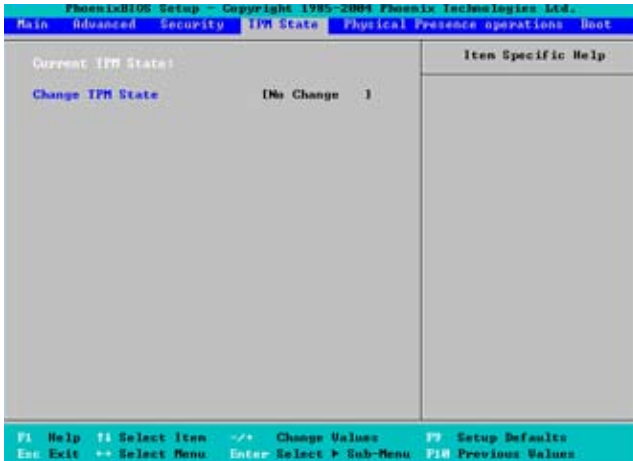 PhoenixBIOS Setup - Copyright 1985-2004 Phoenix Technologies Ltd.
Main Advanced Security TPM State Physical Presence operations Boot
Current TPM State:
Item Specific Help
Change TPM State [No Change ]
F1 Help ↑↓ Select Item -/+ Change Values F9 Setup Defaults
Esc Exit ↔ Select Menu Enter Select ▶ Sub-Menu F10 Previous Values